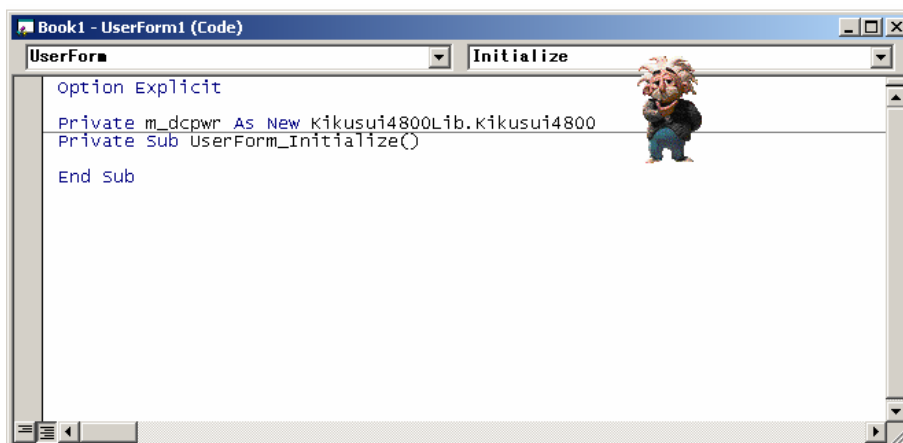 Book1 - UserForm1 (Code)
UserForm Initialize
Option Explicit
Private m_dcpwr As New Kikusui4800Lib.Kikusui4800
Private Sub UserForm_Initialize()
End Sub